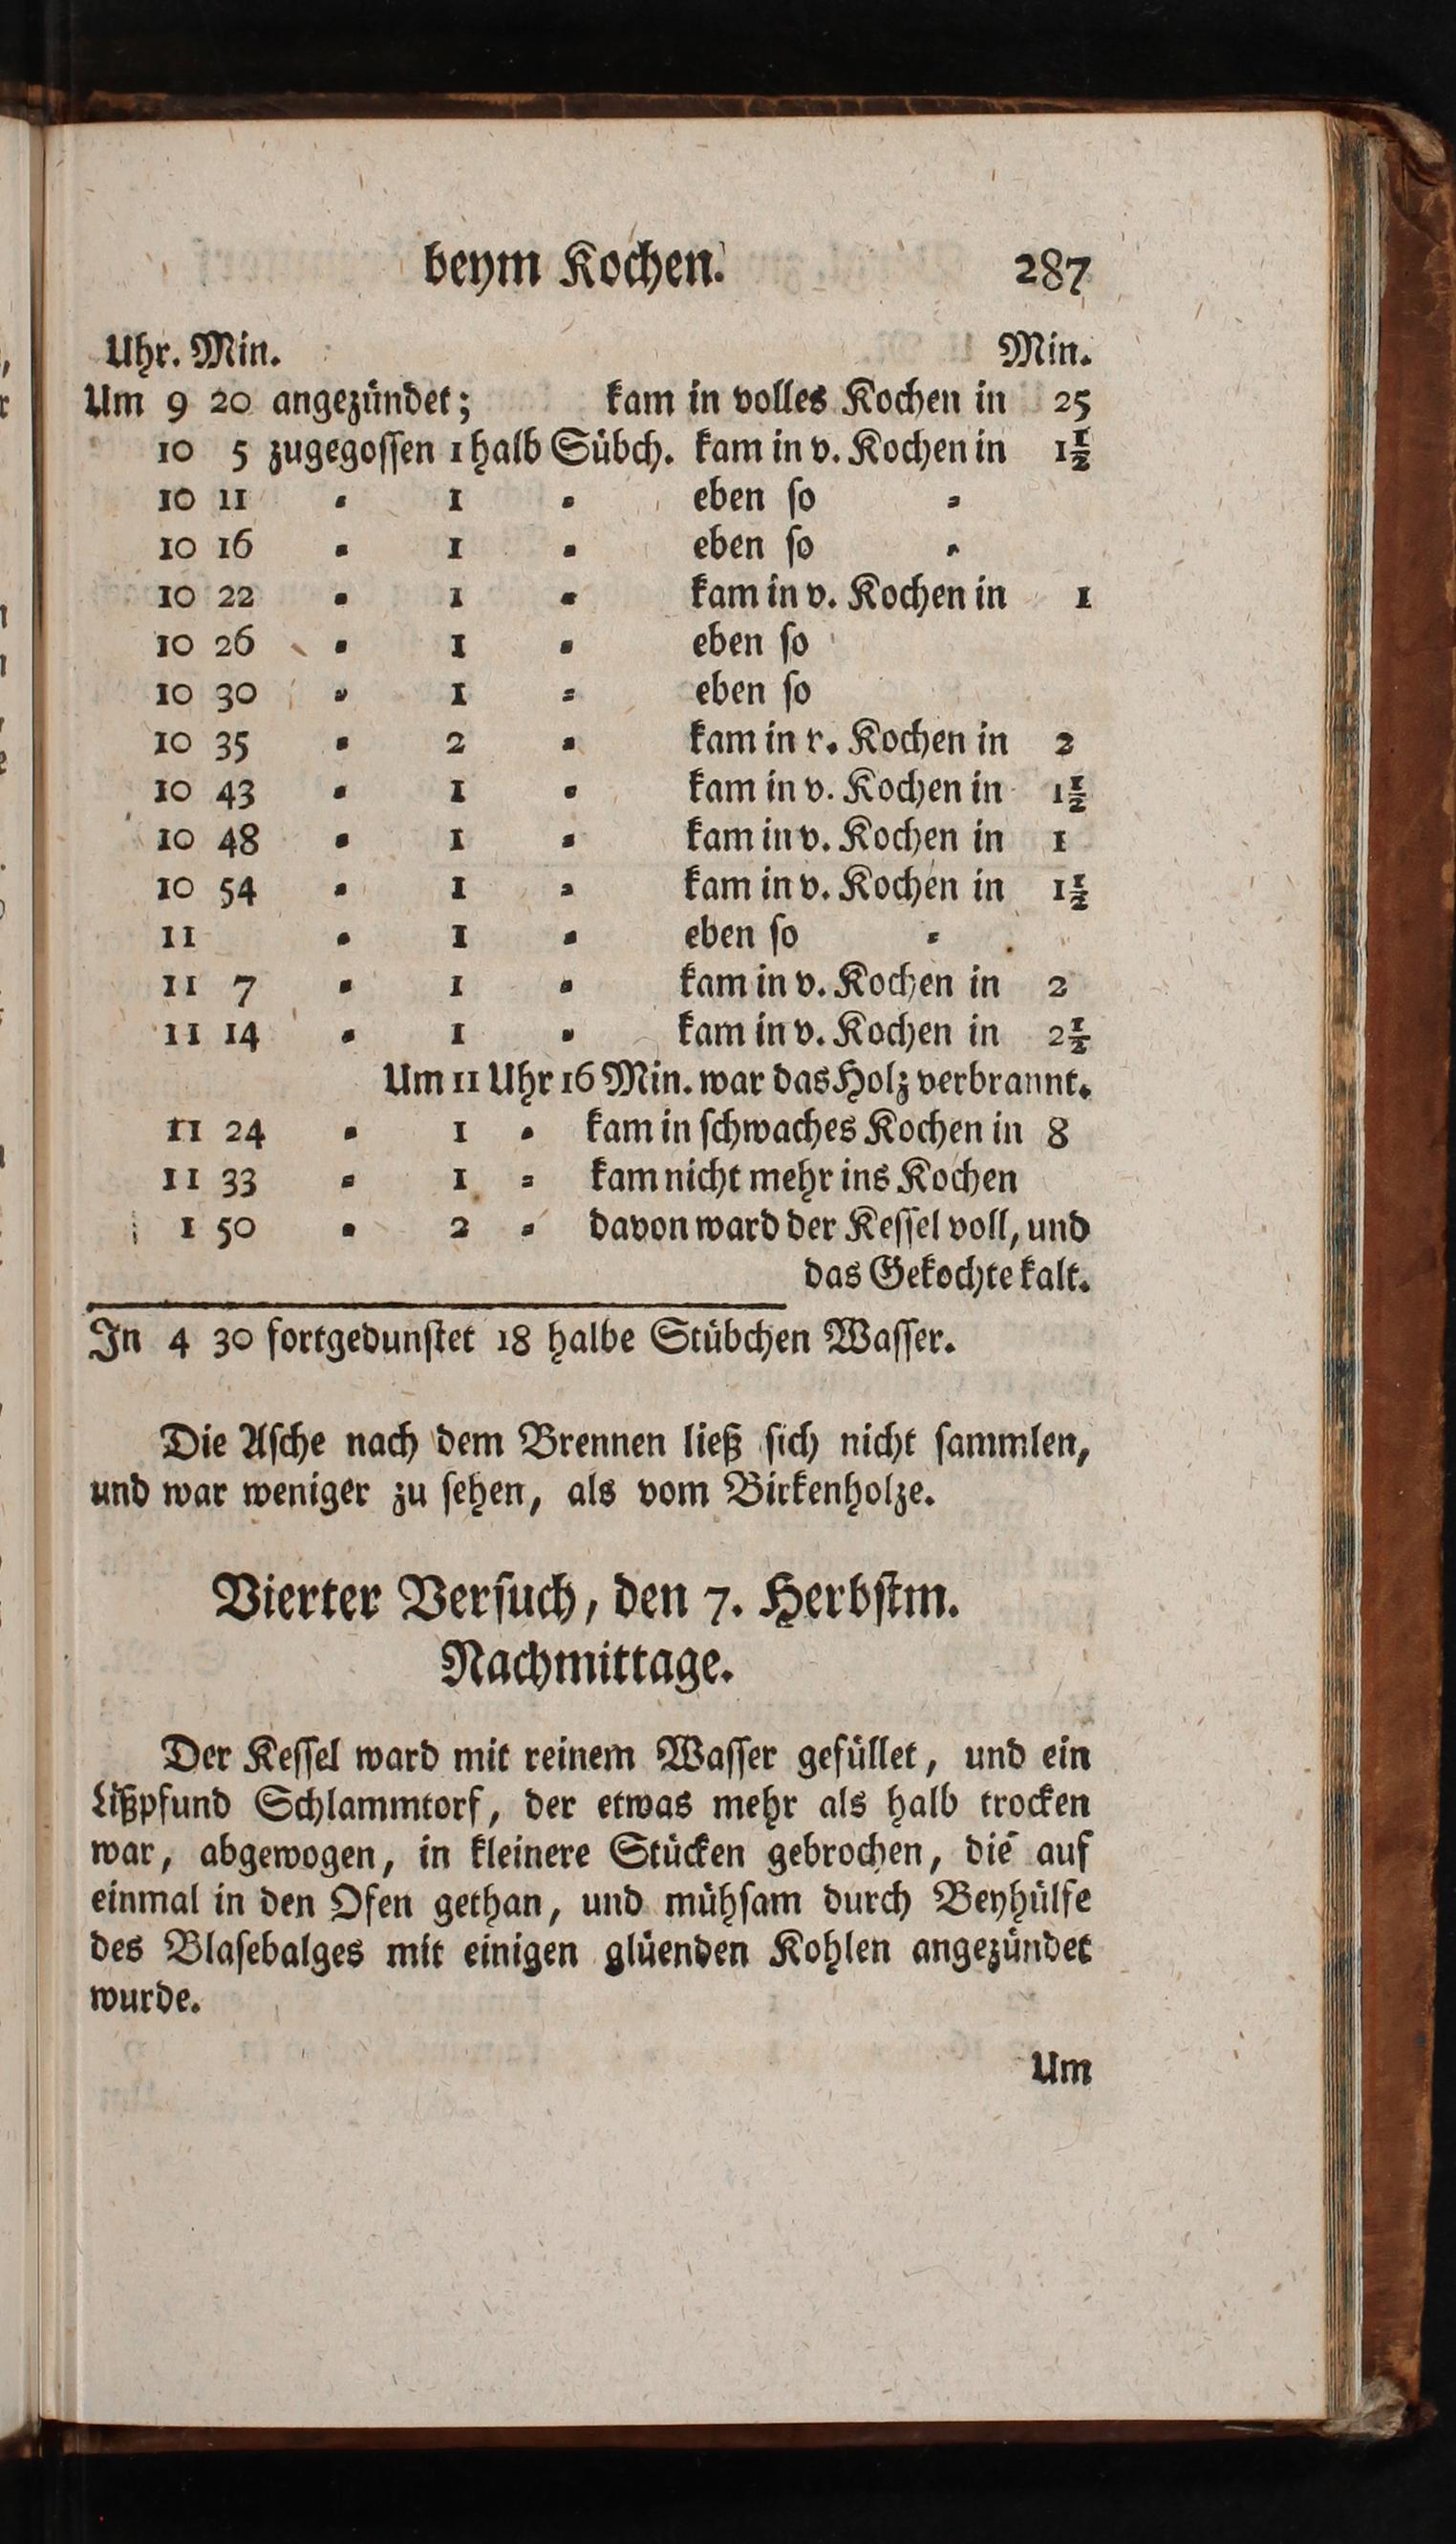 beym Kochen. 287
Uhr. Min. Min.
Um 9 20 angezündet; kam in volles Kochen in 25
10 5 zugegoſſen 1 halb Sübch. kam in v. Kochen in 1½
10 11 = 1 = eben ſo =
10 16 = 1 = eben ſo =
10 22 = 1 = kam in v. Kochen in 1
10 26 = 1 = eben ſo
10 30 = 1 = eben ſo
10 35 = 2 = kam in r. Kochen in 2
10 43 = 1 = kam in v. Kochen in 1½
10 48 = 1 = kam in v. Kochen in 1
10 54 = 1 = kam in v. Kochen in 1½
11 = 1 = eben ſo =
11 7 = 1 = kam in v. Kochen in 2
11 14 = 1 = kam in v. Kochen in 2½
Um 11 Uhr 16 Min. war das Holz verbrannt.
11 24 = 1 = kam in ſchwaches Kochen in 8
11 33 = 1 = kam nicht mehr ins Kochen
1 50 = 2 = davon ward der Keſſel voll, und
das Gekochte kalt.
In 4 30 fortgedunſtet 18 halbe Stübchen Waſſer.
Die Aſche nach dem Brennen ließ ſich nicht ſammlen,
und war weniger zu ſehen, als vom Birkenholze.
Vierter Verſuch, den 7. Herbſtm.
Nachmittage.
Der Keſſel ward mit reinem Waſſer gefüllet, und ein
Lißpfund Schlammtorf, der etwas mehr als halb trocken
war, abgewogen, in kleinere Stücken gebrochen, die auf
einmal in den Ofen gethan, und mühſam durch Beyhülfe
des Blaſebalges mit einigen glüenden Kohlen angezündet
wurde.
Um